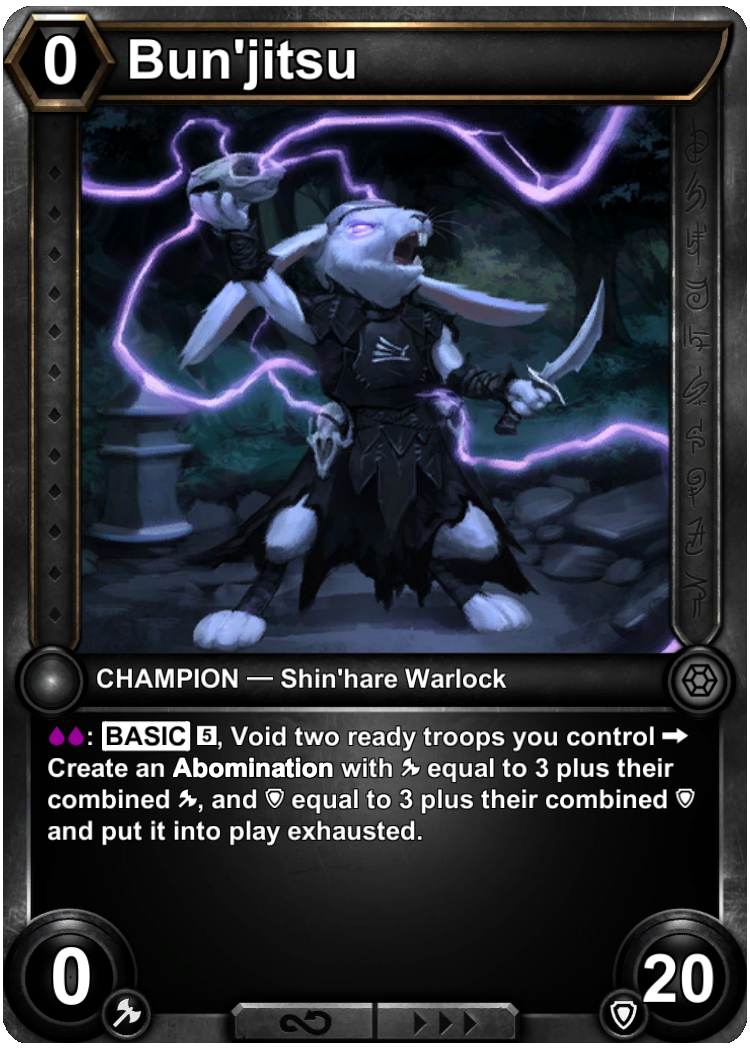 0 Bun'jitsu
CHAMPION — Shin'hare Warlock
: BASIC 5, Void two ready troops you control →
Create an Abomination with equal to 3 plus their
combined , and equal to 3 plus their combined
and put it into play exhausted.
0 20